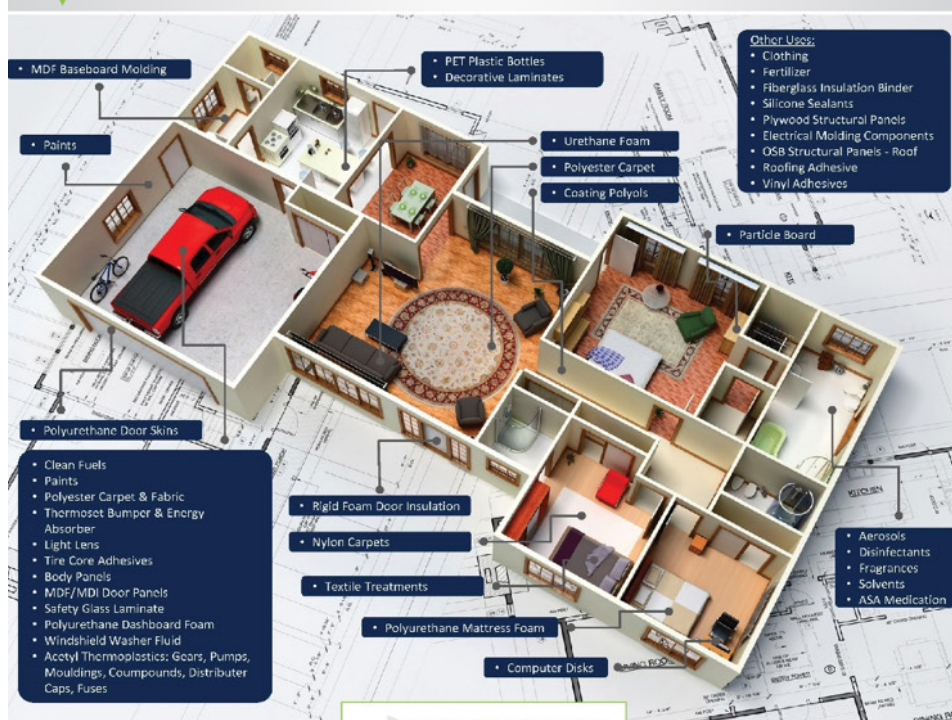 • MDF Baseboard Molding
• PET Plastic Bottles
• Decorative Laminates
Other Uses:
• Clothing
• Fertilizer
• Fiberglass Insulation Binder
• Silicone Sealants
• Plywood Structural Panels
• Electrical Molding Components
• OSB Structural Panels - Roof
• Roofing Adhesive
• Vinyl Adhesives
• Paints
• Urethane Foam
• Polyester Carpet
• Coating Polyols
• Particle Board
• Polyurethane Door Skins
• Clean Fuels
• Paints
• Polyester Carpet & Fabric
• Thermoset Bumper & Energy
Absorber
• Light Lens
• Tire Core Adhesives
• Body Panels
• MDF/MDI Door Panels
• Safety Glass Laminate
• Polyurethane Dashboard Foam
• Windshield Washer Fluid
• Acetyl Thermoplastics: Gears, Pumps,
Mouldings, Coumpounds, Distributer
Caps, Fuses
• Rigid Foam Door Insulation
• Nylon Carpets
• Textile Treatments
• Polyurethane Mattress Foam
• Computer Disks
• Aerosols
• Disinfectants
• Fragrances
• Solvents
• ASA Medication
KITCHEN